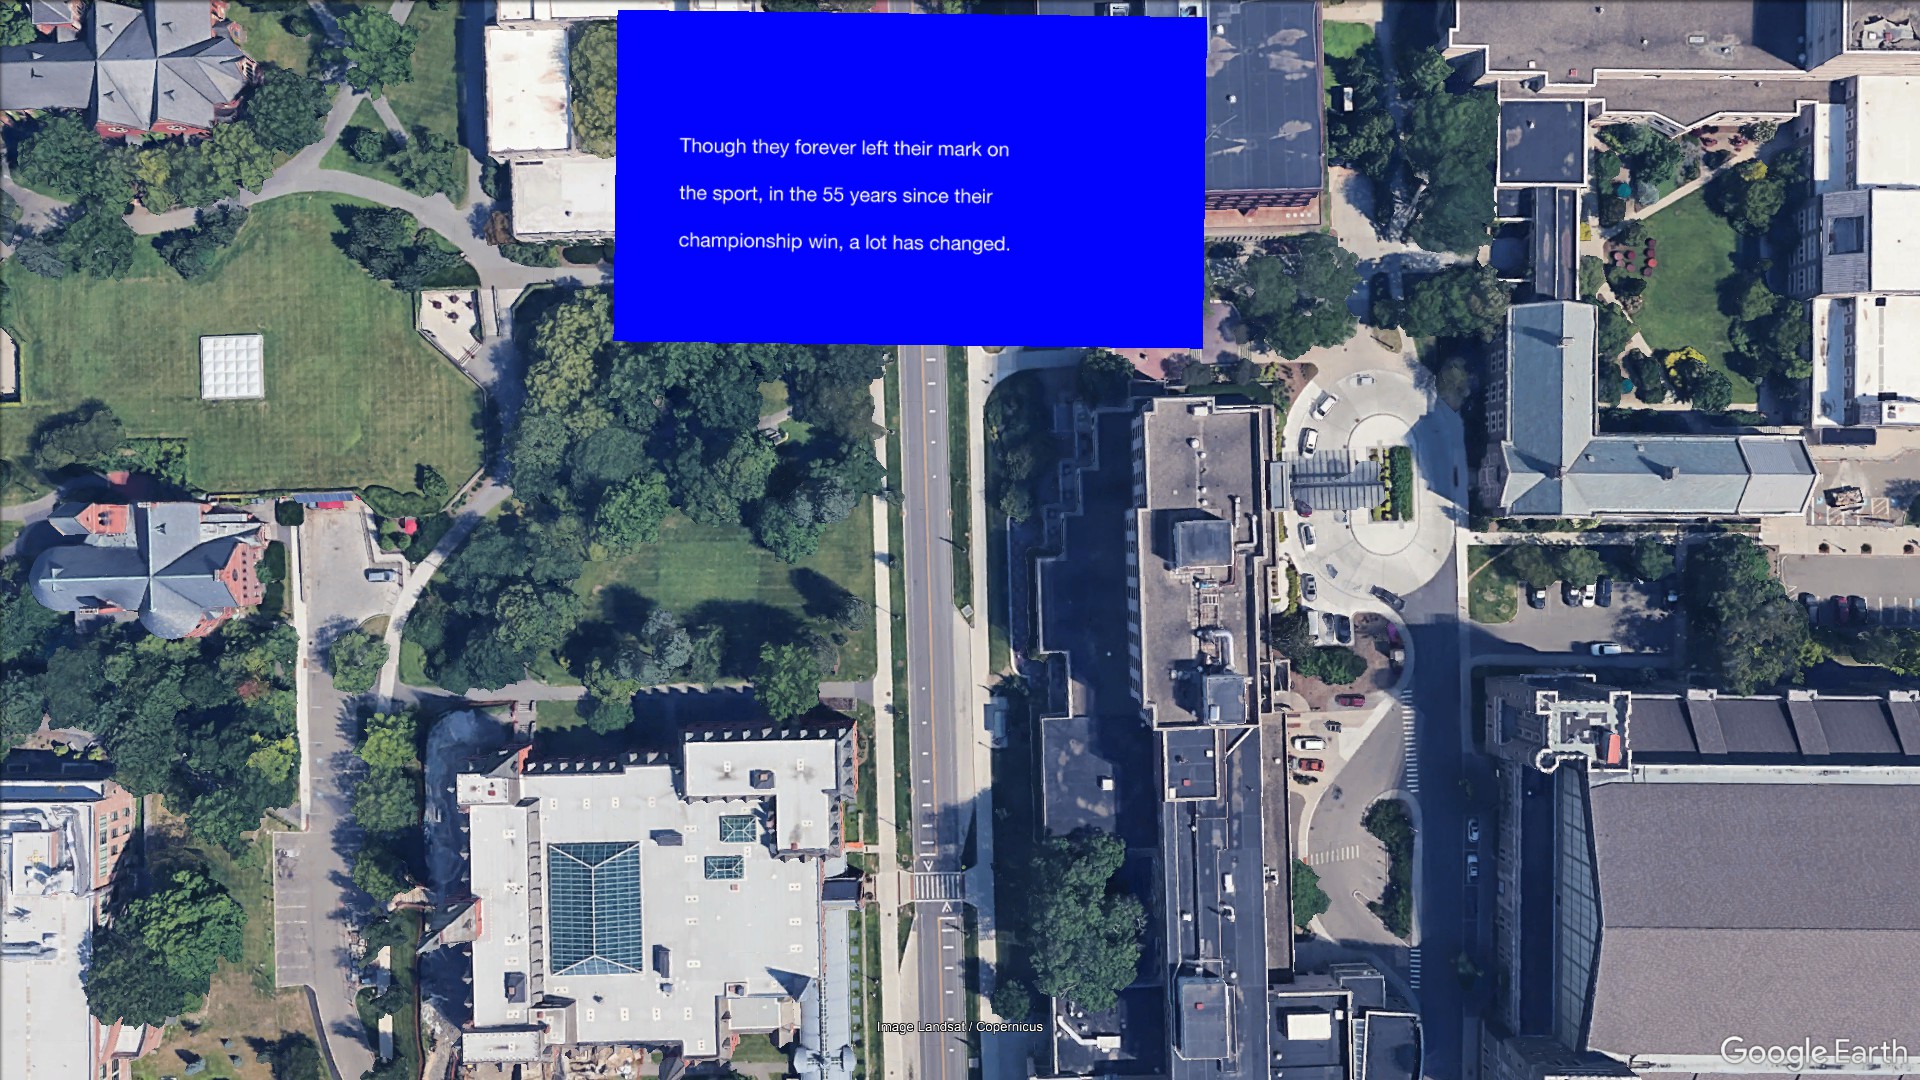 Though they forever left their mark on
the sport, in the 55 years since their
championship win, a lot has changed.
Image Landsat / Copernicus
Google Earth